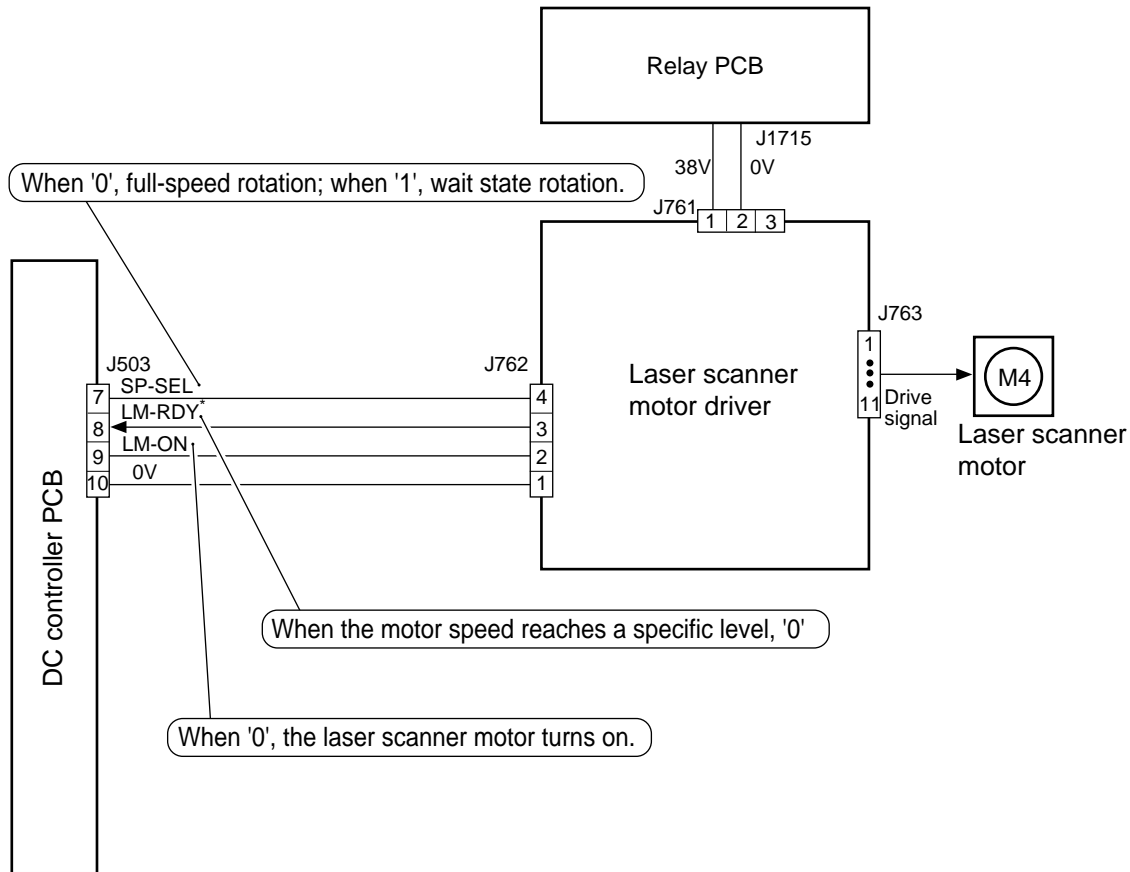 Relay PCB
J1715
38V 0V
When '0', full-speed rotation; when '1', wait state rotation.
J761
1 2 3
J763
J503
J762
1
11
Drive
signal
M4
Laser scanner
motor
Laser scanner
motor driver
7 SP-SEL 4
8 LM-RDY* 3
9 LM-ON 2
10 0V 1
DC controller PCB
When the motor speed reaches a specific level, '0'
When '0', the laser scanner motor turns on.